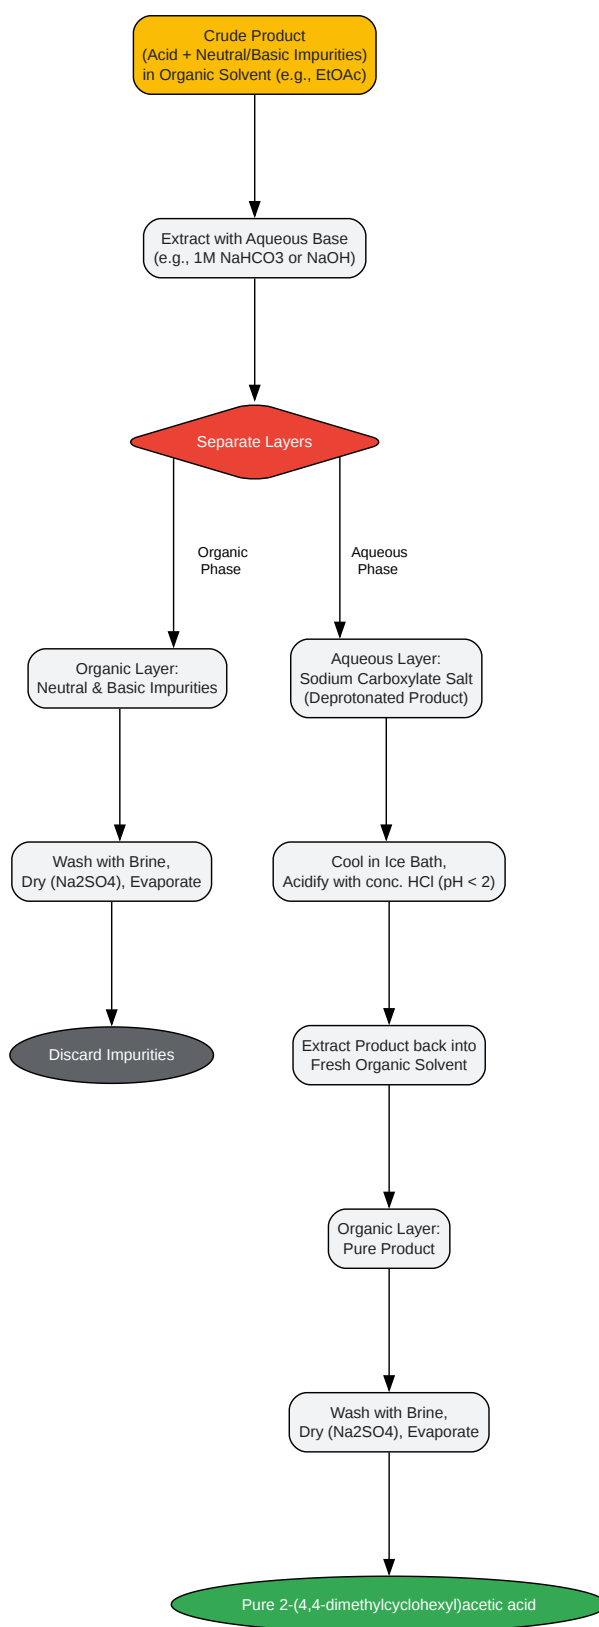 Crude Product
(Acid + Neutral/Basic Impurities)
in Organic Solvent (e.g., EtOAc)
Extract with Aqueous Base
(e.g., 1M NaHCO3 or NaOH)
Separate Layers
Organic
Phase
Aqueous
Phase
Organic Layer:
Neutral & Basic Impurities
Aqueous Layer:
Sodium Carboxylate Salt
(Deprotonated Product)
Wash with Brine,
Dry (Na2SO4), Evaporate
Cool in Ice Bath,
Acidify with conc. HCl (pH < 2)
Discard Impurities
Extract Product back into
Fresh Organic Solvent
Organic Layer:
Pure Product
Wash with Brine,
Dry (Na2SO4), Evaporate
Pure 2-(4,4-dimethylcyclohexyl)acetic acid